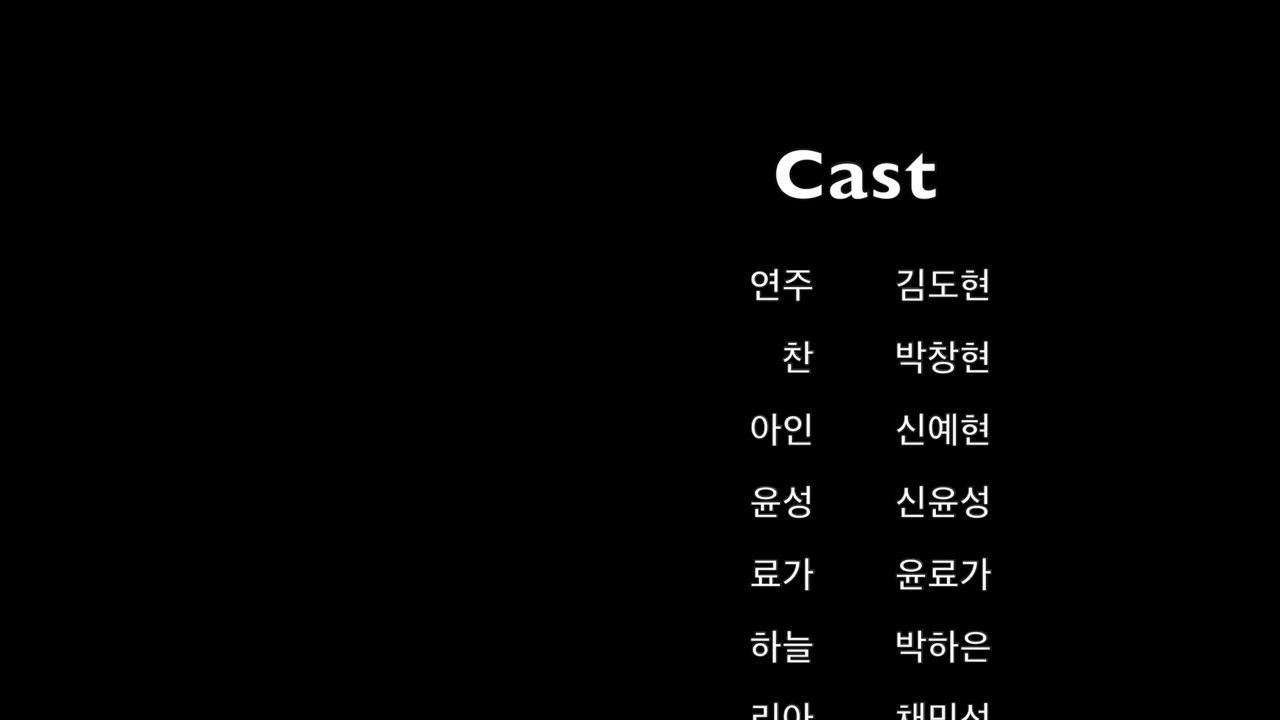 Cast
연주 김도현
찬 박창현
아인 신예현
윤성 신윤성
료가 윤료가
하늘 박하은